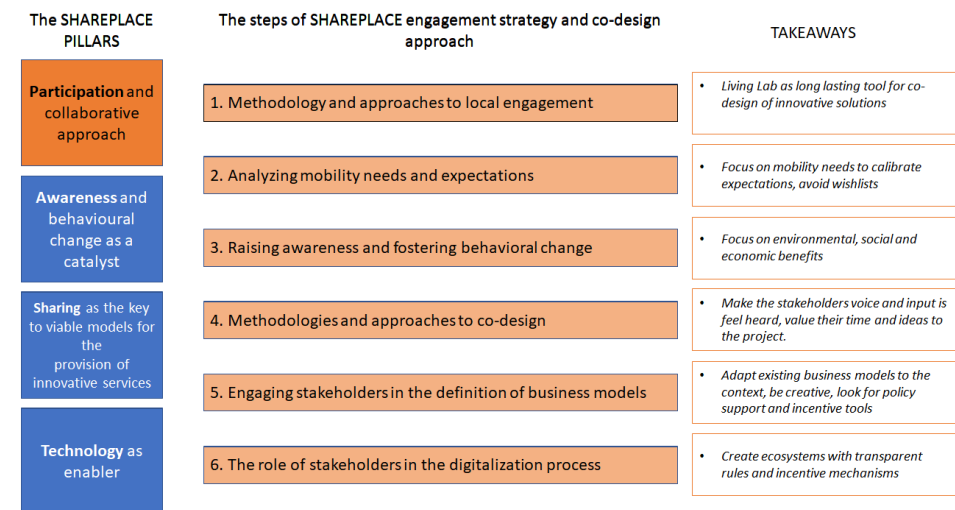 The SHAREPLACE
PILLARS
Participation and
collaborative
approach
Awareness and
behavioural
change as a
catalyst
Sharing as the key
to viable models for
the
provision of
innovative services
Technology as
enabler
The steps of SHAREPLACE engagement strategy and co-design
approach
1. Methodology and approaches to local engagement
2. Analyzing mobility needs and expectations
3. Raising awareness and fostering behavioral change
4. Methodologies and approaches to co-design
5. Engaging stakeholders in the definition of business models
6. The role of stakeholders in the digitalization process
TAKEAWAYS
• Living Lab as long lasting tool for co-
design of innovative solutions
• Focus on mobility needs to calibrate
expectations, avoid wishlists
• Focus on environmental, social and
economic benefits
• Make the stakeholders voice and input is
feel heard, value their time and ideas to
the project.
• Adapt existing business models to the
context, be creative, look for policy
support and incentive tools
• Create ecosystems with transparent
rules and incentive mechanisms